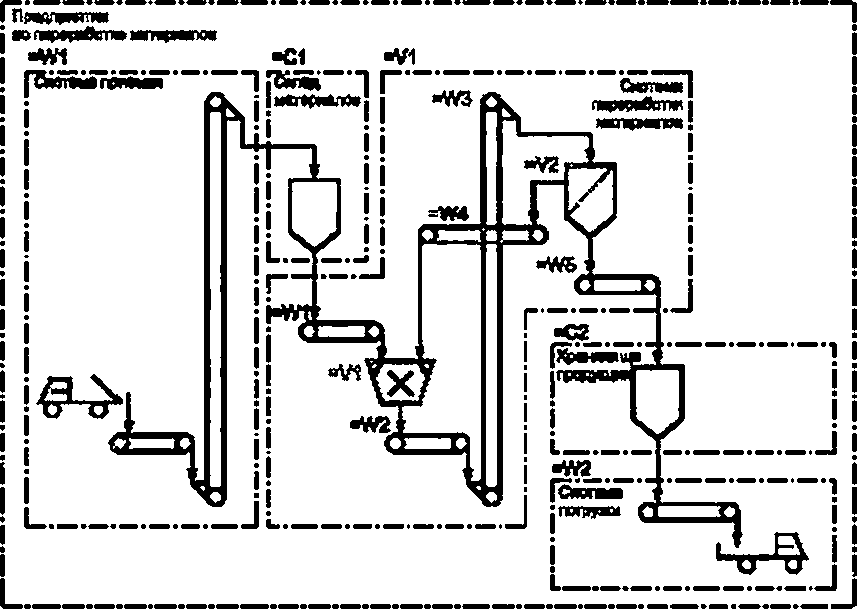 Предприятие
по переработке материалов
=W1
Система приемки
=C1
Склад
материалов
=V1
Система
переработки
материалов
=W3
=V2
=W4
=W5
=W1
=V1
=W2
=C2
продукции
=W2
Система
погрузки